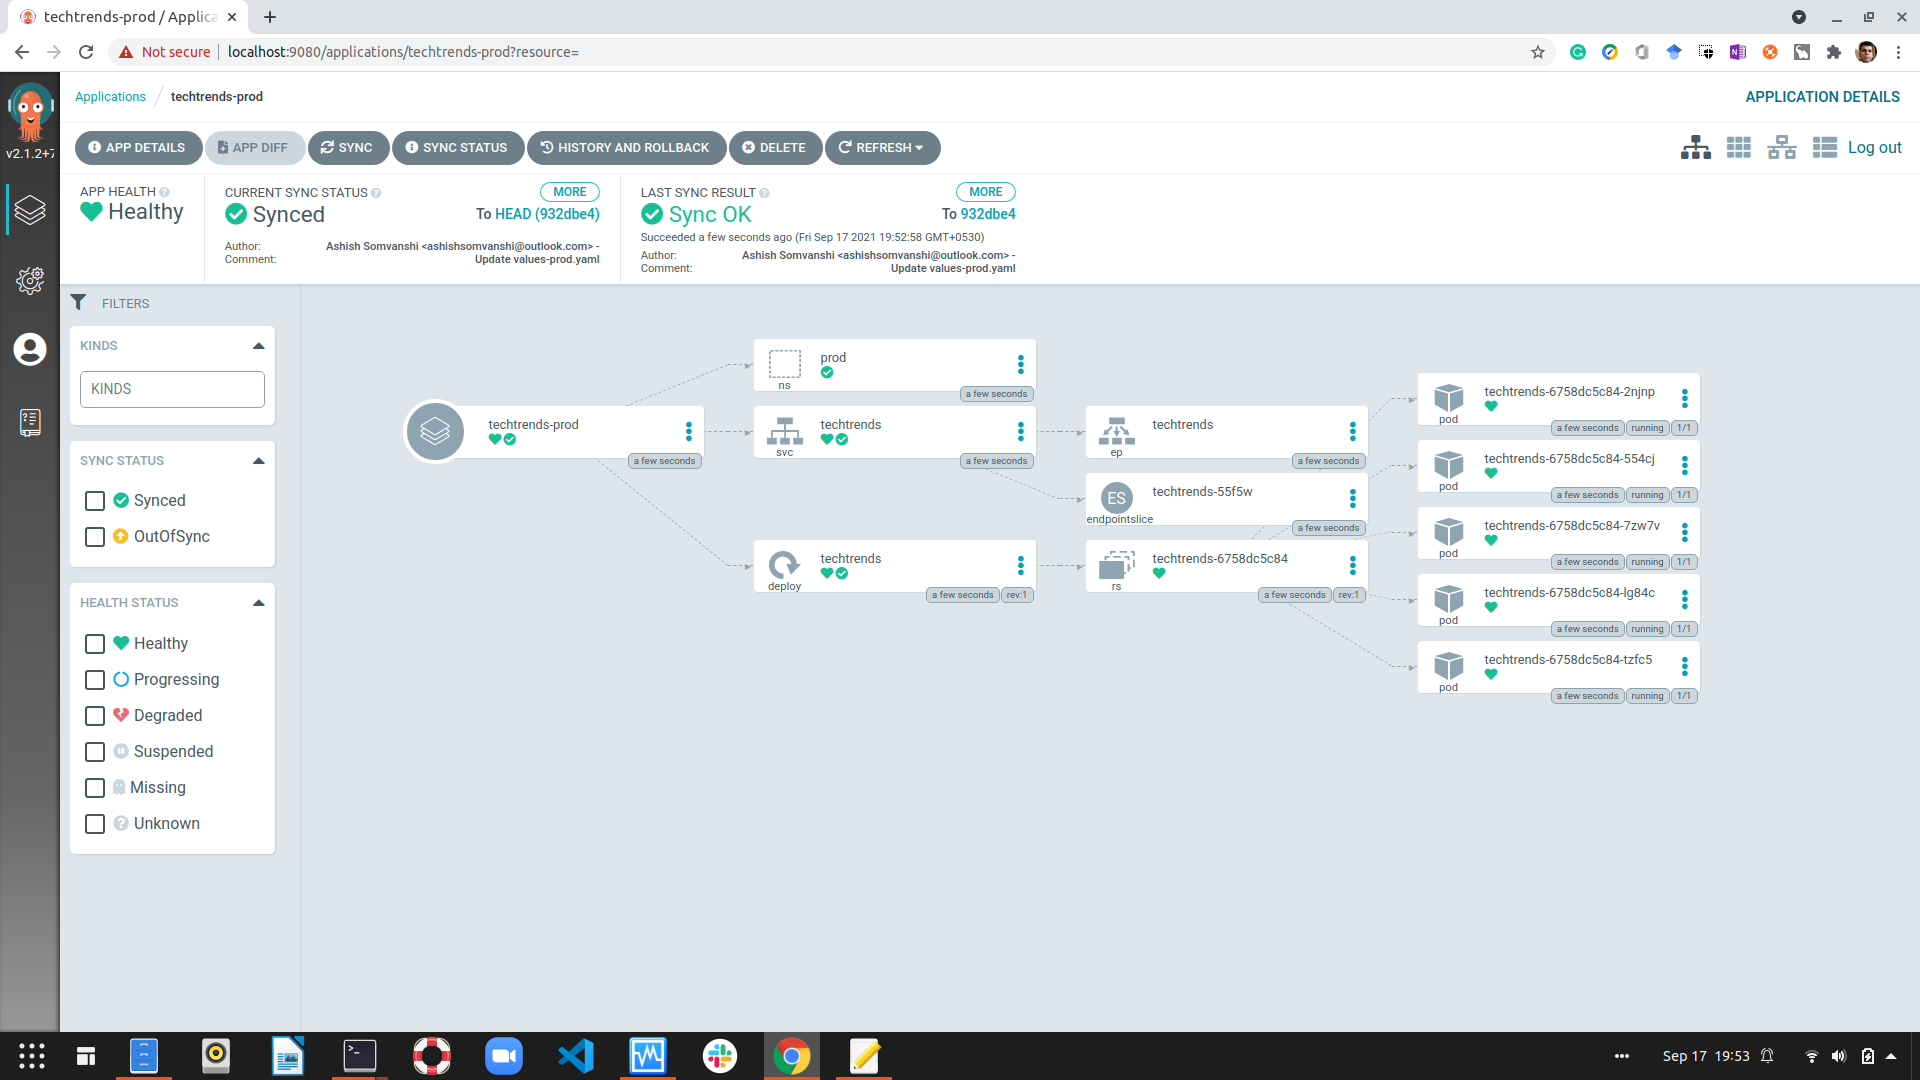 techtrends-prod / Applica
Not secure
localhost:9080/applications/techtrends-prod?resource=
v2.1.2+7
Applications
techtrends-prod
APPLICATION DETAILS
APP DETAILS
APP DIFF
SYNC
SYNC STATUS
HISTORY AND ROLLBACK
DELETE
REFRESH
Log out
APP HEALTH
Healthy
CURRENT SYNC STATUS
MORE
Synced
To HEAD (932dbe4)
Author: Ashish Somvanshi <ashishsomvanshi@outlook.com> -
Comment: Update values-prod.yaml
LAST SYNC RESULT
MORE
Sync OK
To 932dbe4
Succeeded a few seconds ago (Fri Sep 17 2021 19:52:58 GMT+0530)
Author: Ashish Somvanshi <ashishsomvanshi@outlook.com> -
Comment: Update values-prod.yaml
FILTERS
KINDS
KINDS
SYNC STATUS
Synced
OutOfSync
HEALTH STATUS
Healthy
Progressing
Degraded
Suspended
Missing
Unknown
techtrends-prod
a few seconds
prod
ns
a few seconds
techtrends
svc
a few seconds
techtrends
deploy
a few seconds
rev:1
techtrends
ep
a few seconds
ES
techtrends-55f5w
endpointslice
a few seconds
techtrends-6758dc5c84
rs
a few seconds
rev:1
techtrends-6758dc5c84-2njnp
pod
a few seconds
running
1/1
techtrends-6758dc5c84-554cj
pod
a few seconds
running
1/1
techtrends-6758dc5c84-7zw7v
pod
a few seconds
running
1/1
techtrends-6758dc5c84-lg84c
pod
a few seconds
running
1/1
techtrends-6758dc5c84-tzfc5
pod
a few seconds
running
1/1
Sep 17 19:53